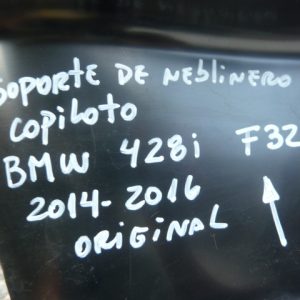 SOPORTE DE NEBLINERO
COPILOTO
BMW 428i F32
2014-2016
ORIGINAL